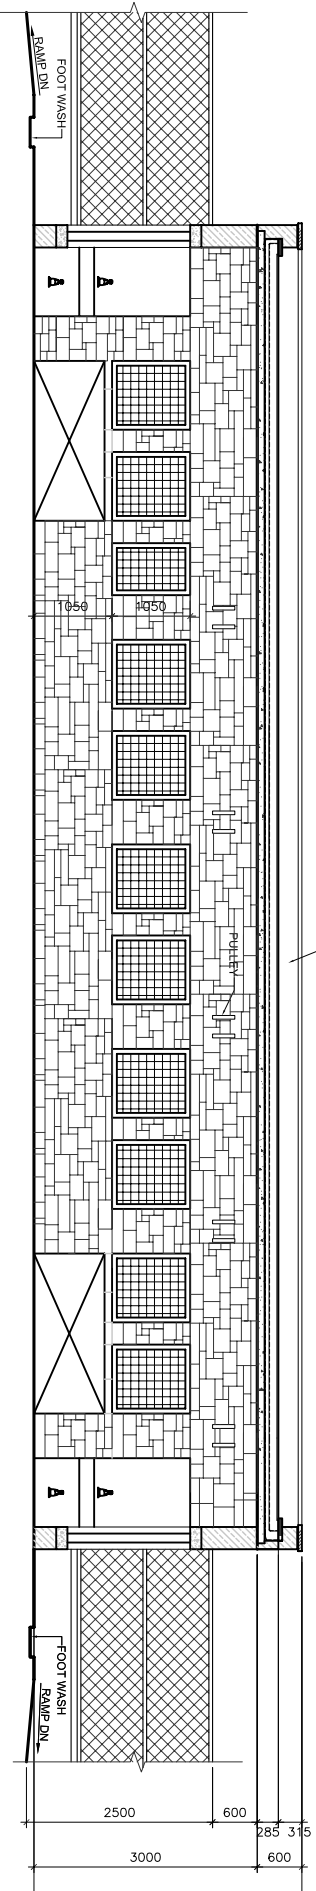 RAMP DN
FOOT WASH
1050
1050
PULLEY
FOOT WASH
RAMP DN
2500
600
285
315
3000
600